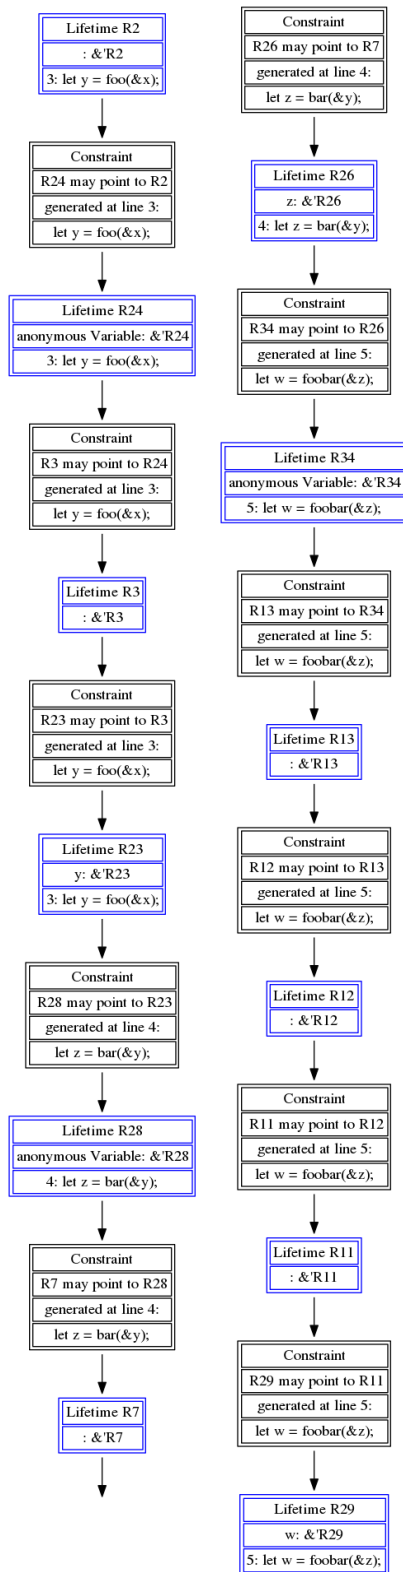 Lifetime R2
: &'R2
3: let y = foo(&x);
Constraint
R24 may point to R2
generated at line 3:
let y = foo(&x);
Lifetime R24
anonymous Variable: &'R24
3: let y = foo(&x);
Constraint
R3 may point to R24
generated at line 3:
let y = foo(&x);
Lifetime R3
: &'R3
Constraint
R23 may point to R3
generated at line 3:
let y = foo(&x);
Lifetime R23
y: &'R23
3: let y = foo(&x);
Constraint
R28 may point to R23
generated at line 4:
let z = bar(&y);
Lifetime R28
anonymous Variable: &'R28
4: let z = bar(&y);
Constraint
R7 may point to R28
generated at line 4:
let z = bar(&y);
Lifetime R7
: &'R7
Constraint
R26 may point to R7
generated at line 4:
let z = bar(&y);
Lifetime R26
z: &'R26
4: let z = bar(&y);
Constraint
R34 may point to R26
generated at line 5:
let w = foobar(&z);
Lifetime R34
anonymous Variable: &'R34
5: let w = foobar(&z);
Constraint
R13 may point to R34
generated at line 5:
let w = foobar(&z);
Lifetime R13
: &'R13
Constraint
R12 may point to R13
generated at line 5:
let w = foobar(&z);
Lifetime R12
: &'R12
Constraint
R11 may point to R12
generated at line 5:
let w = foobar(&z);
Lifetime R11
: &'R11
Constraint
R29 may point to R11
generated at line 5:
let w = foobar(&z);
Lifetime R29
w: &'R29
5: let w = foobar(&z);